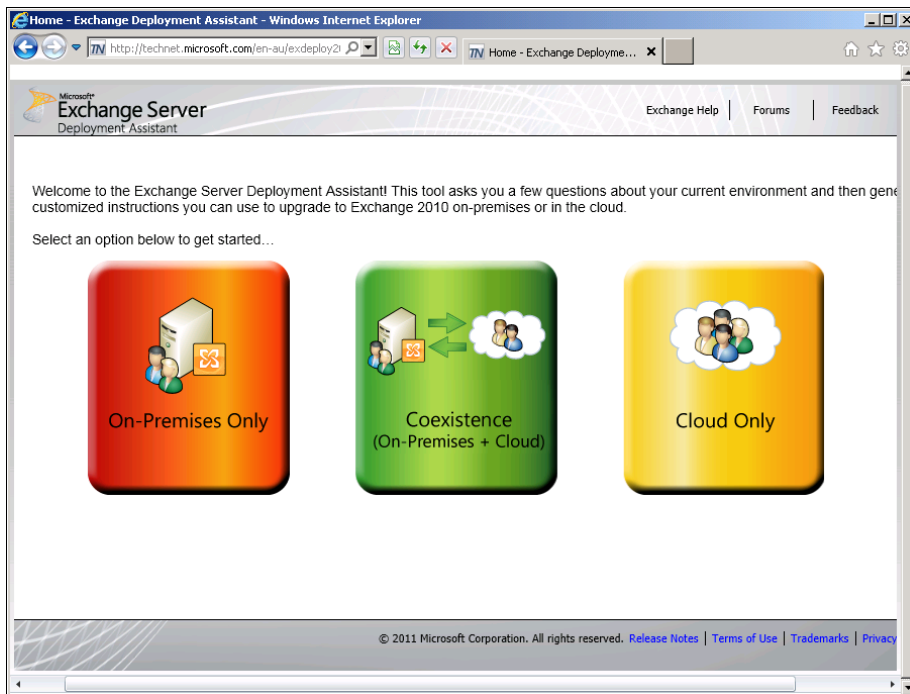 Home - Exchange Deployment Assistant - Windows Internet Explorer
http://technet.microsoft.com/en-au/exdeploy2
TN Home - Exchange Deployme...
Microsoft
Exchange Server
Deployment Assistant
Exchange Help | Forums | Feedback
Welcome to the Exchange Server Deployment Assistant! This tool asks you a few questions about your current environment and then gene
customized instructions you can use to upgrade to Exchange 2010 on-premises or in the cloud.
Select an option below to get started...
On-Premises Only
Coexistence
(On-Premises + Cloud)
Cloud Only
© 2011 Microsoft Corporation. All rights reserved. Release Notes | Terms of Use | Trademarks | Privacy